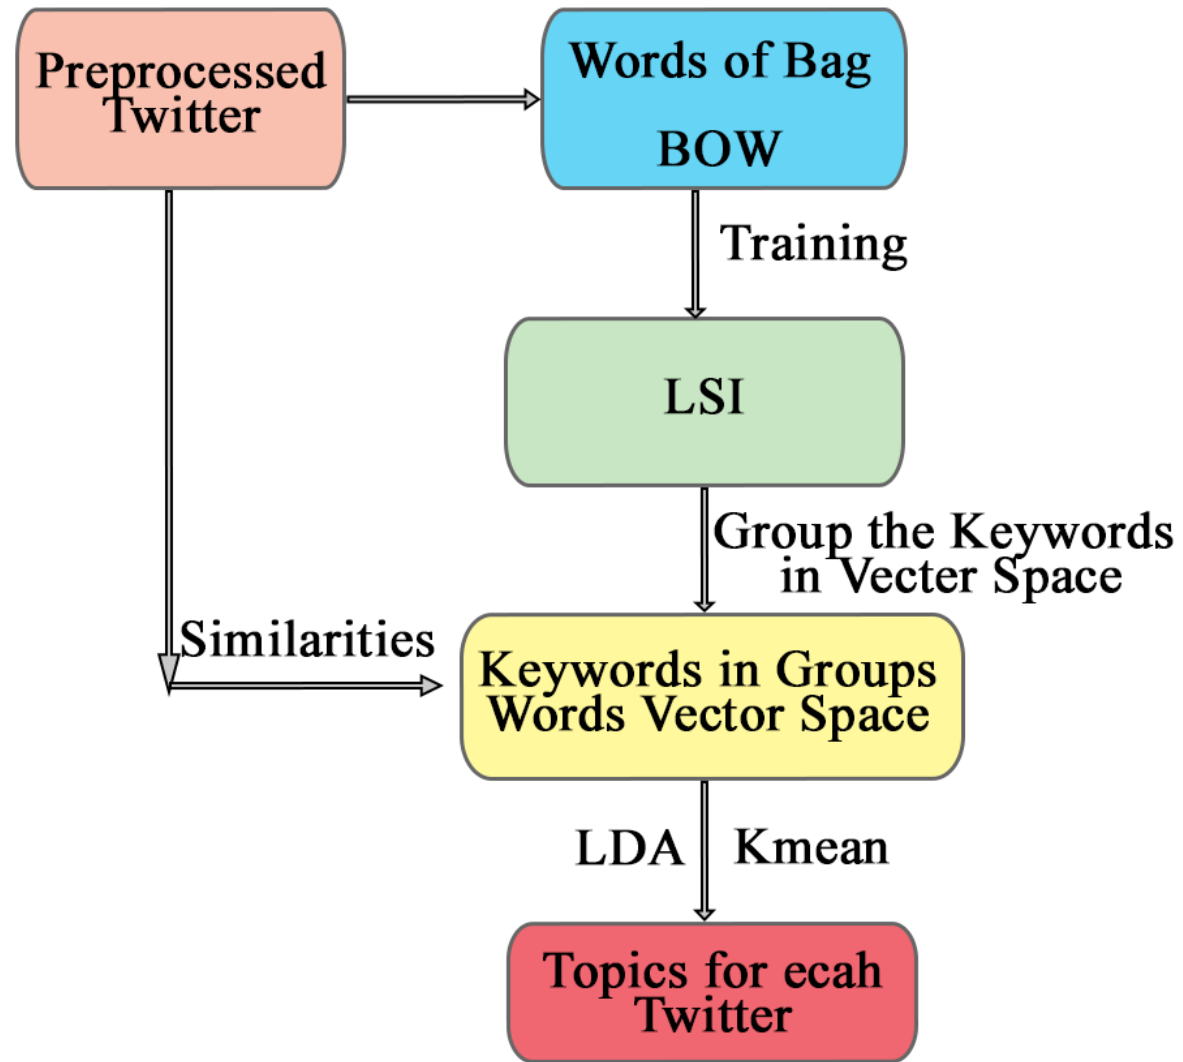 Preprocessed
Twitter
Words of Bag
BOW
Training
LSI
Group the Keywords
in Vecter Space
Similarities
Keywords in Groups
Words Vector Space
LDA
Kmean
Topics for ecah
Twitter